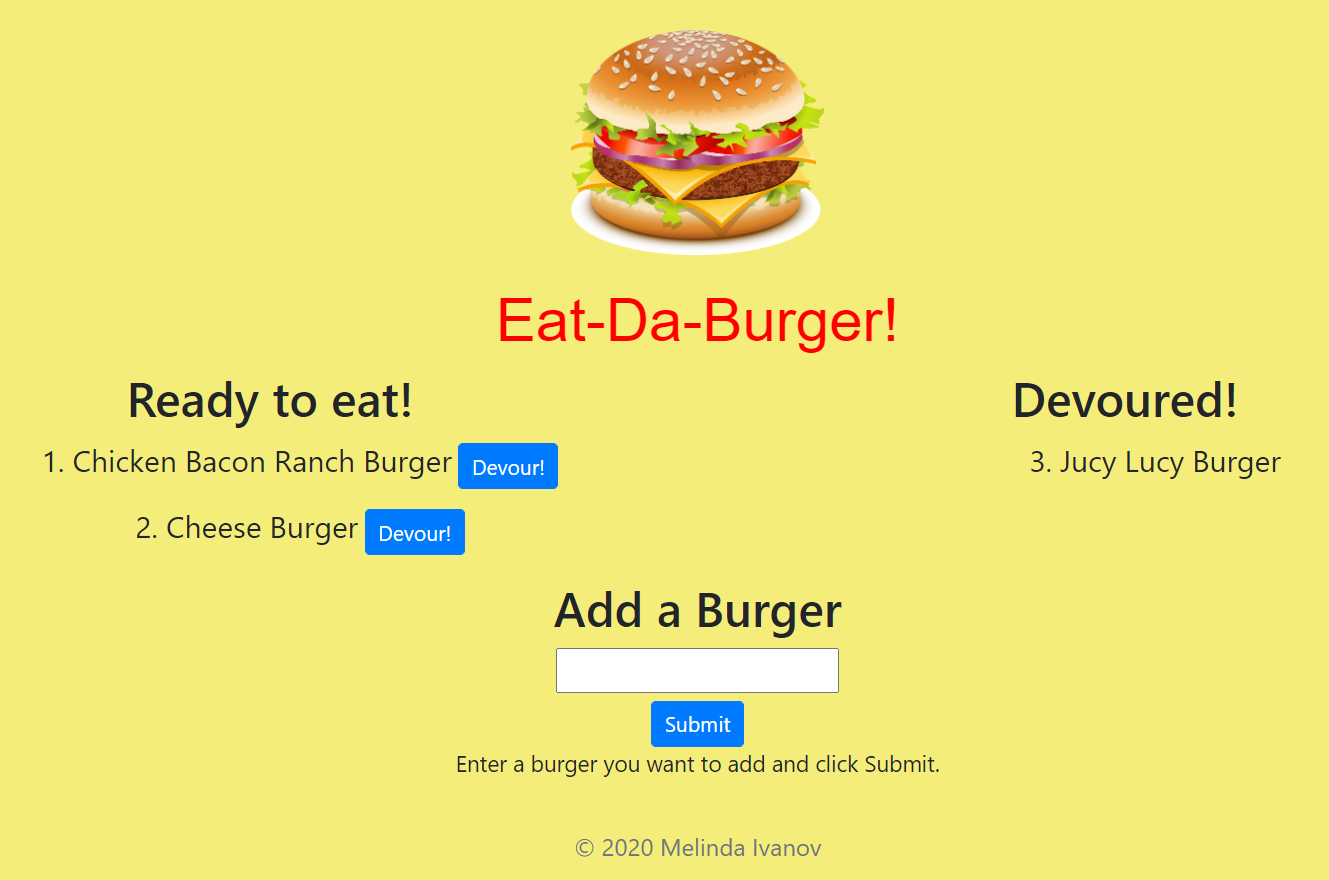 Eat-Da-Burger!
Ready to eat!
1. Chicken Bacon Ranch Burger Devour!
2. Cheese Burger Devour!
Devoured!
3. Jucy Lucy Burger
Add a Burger
Submit
Enter a burger you want to add and click Submit.
© 2020 Melinda Ivanov